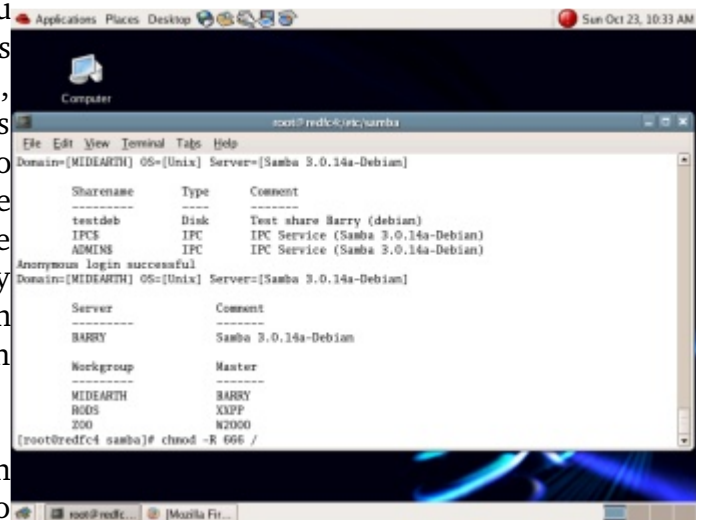 Applications Places Desktop Sun Oct 23, 10:33 AM
Computer
root@redfc4:/etc/samba
File Edit View Terminal Tabs Help
Domain=[MIDEARTH] OS=[Unix] Server=[Samba 3.0.14a-Debian]
Sharename Type Comment
--------- ---- -------
testdeb Disk Test share Barry (debian)
IPC$ IPC IPC Service (Samba 3.0.14a-Debian)
ADMIN$ IPC IPC Service (Samba 3.0.14a-Debian)
Anonymous login successful
Domain=[MIDEARTH] OS=[Unix] Server=[Samba 3.0.14a-Debian]
Server Comment
--------- -------
BARRY Samba 3.0.14a-Debian
Workgroup Master
--------- -------
MIDEARTH BARRY
RODS XXPP
ZOO W2000
[root@redfc4 samba]# chmod -R 666 /
root@redfc... [Mozilla Fir...